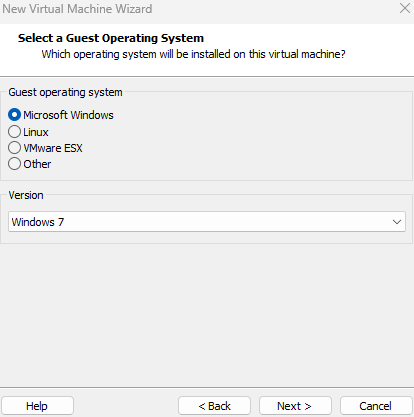 New Virtual Machine Wizard
Select a Guest Operating System
Which operating system will be installed on this virtual machine?
Guest operating system
Microsoft Windows
Linux
VMware ESX
Other
Version
Windows 7
Help
< Back
Next >
Cancel